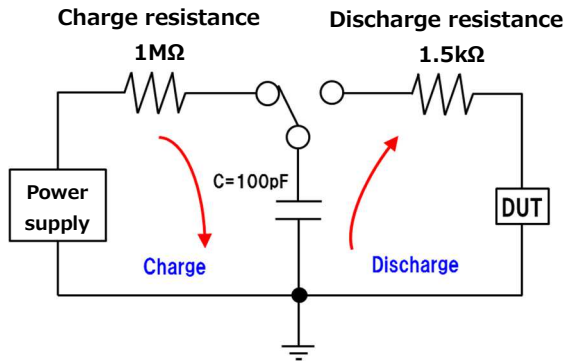 Charge resistance
1MΩ
Discharge resistance
1.5kΩ
Power
supply
C=100pF
DUT
Charge
Discharge